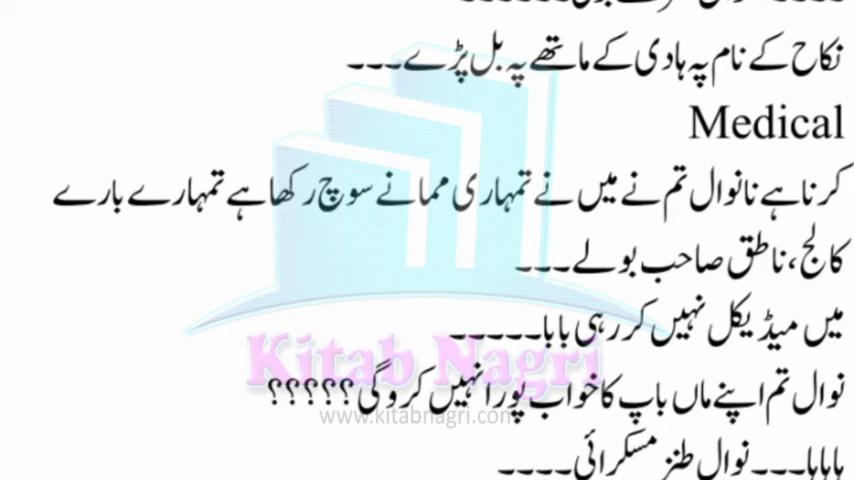 نکاح کے نام پہ ہادی کے ماتھے پہ بل پڑے۔۔۔
Medical
کرنا ہے نا نوال تم نے میں نے تمہاری ممانے سوچ رکھا ہے تمہارے بارے
کالج، ناطق صاحب بولے۔۔۔
میں میڈیکل نہیں کر رہی بابا۔۔۔۔۔
Kitab Nagri
نوال تم اپنے ماں باپ کا خواب پورا نہیں کرو گی؟؟؟؟؟
www.kitabnagri.com
ہاہاہا۔۔۔ نوال طنز مسکرائی۔۔۔۔